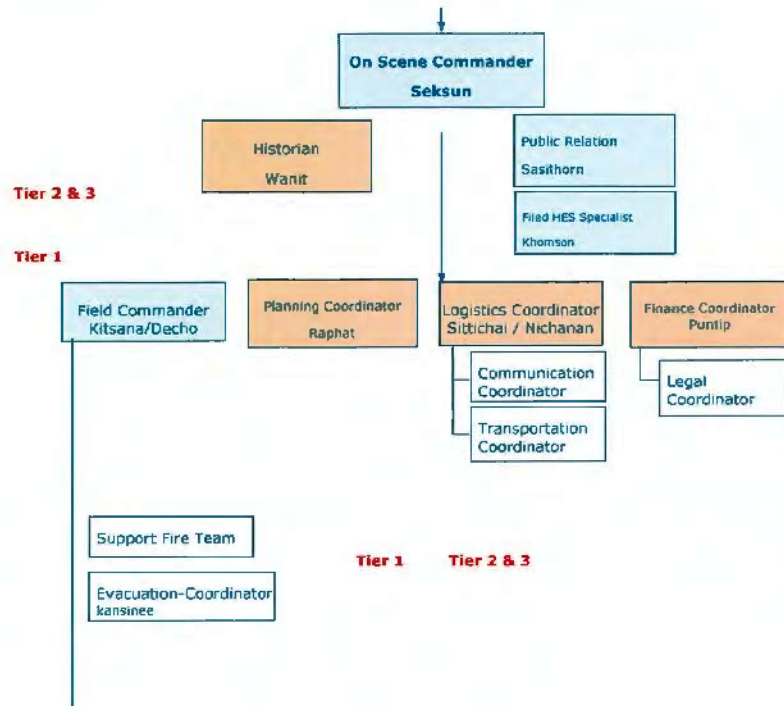 On Scene Commander
Seksun
Historian
Wanit
Public Relation
Sasithorn
Tier 2 & 3
Filed HES Specialist
Khomson
Tier 1
Field Commander
Kitsana/Decho
Planning Coordinator
Raphat
Logistics Coordinator
Sittichai / Nichanan
Finance Coordinator
Puntip
Communication
Coordinator
Legal
Coordinator
Transportation
Coordinator
Support Fire Team
Tier 1
Tier 2 & 3
Evacuation-Coordinator
kansinee